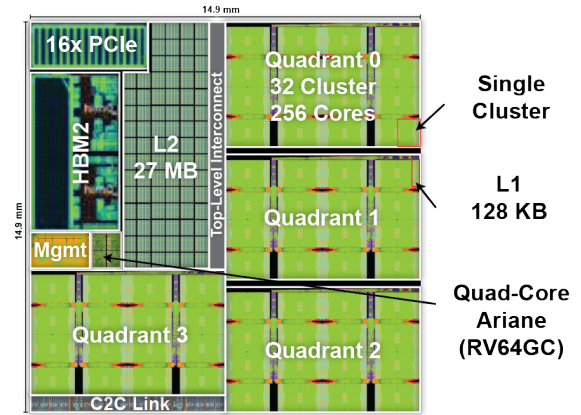 14.9 mm
14.9 mm
16x PCIe
HBM2
L2
27 MB
Top-Level Interconnect
Quadrant 0
32 Cluster
256 Cores
Single
Cluster
L1
128 KB
Quadrant 1
Mgmt
Quad-Core
Ariane
(RV64GC)
Quadrant 3
Quadrant 2
C2C Link